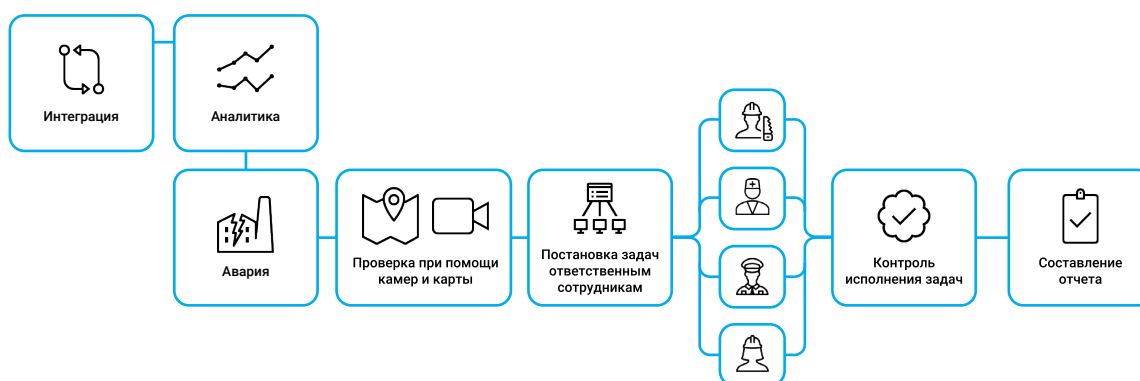 Интеграция
Аналитика
Авария
Проверка при помощи
камер и карты
Постановка задач
ответственным
сотрудникам
Контроль
исполнения задач
Составление
отчета